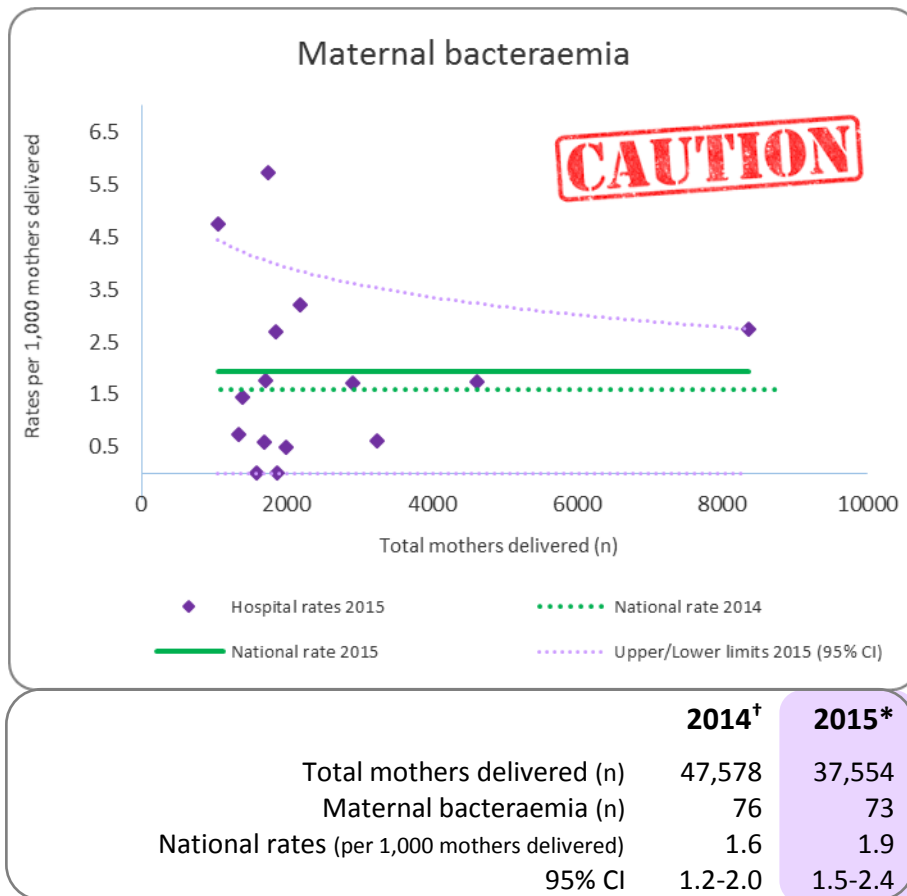 Maternal bacteraemia
CAUTION
Rates per 1,000 mothers delivered
6.5
5.5
4.5
3.5
2.5
1.5
0.5
0 2000 4000 6000 8000 10000
Total mothers delivered (n)
Hospital rates 2015 National rate 2014
National rate 2015 Upper/Lower limits 2015 (95% CI)
2014† 2015*
Total mothers delivered (n) 47,578 37,554
Maternal bacteraemia (n) 76 73
National rates (per 1,000 mothers delivered) 1.6 1.9
95% CI 1.2-2.0 1.5-2.4